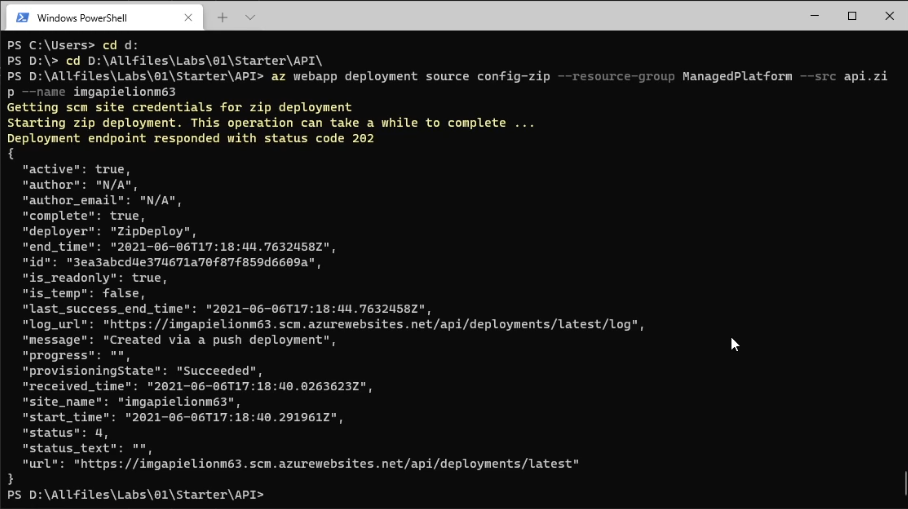 Windows PowerShell
PS C:\Users> cd d:
PS D:\> cd D:\Allfiles\Labs\01\Starter\API\
PS D:\Allfiles\Labs\01\Starter\API> az webapp deployment source config-zip --resource-group ManagedPlatform --src api.zi
p --name imgapielionm63
Getting scm site credentials for zip deployment
Starting zip deployment. This operation can take a while to complete ...
Deployment endpoint responded with status code 202
{
  "active": true,
  "author": "N/A",
  "author_email": "N/A",
  "complete": true,
  "deployer": "ZipDeploy",
  "end_time": "2021-06-06T17:18:44.7632458Z",
  "id": "3ea3abcd4e374671a70f87f859d6609a",
  "is_readonly": true,
  "is_temp": false,
  "last_success_end_time": "2021-06-06T17:18:44.7632458Z",
  "log_url": "https://imgapielionm63.scm.azurewebsites.net/api/deployments/latest/log",
  "message": "Created via a push deployment",
  "progress": "",
  "provisioningState": "Succeeded",
  "received_time": "2021-06-06T17:18:40.0263623Z",
  "site_name": "imgapielionm63",
  "start_time": "2021-06-06T17:18:40.291961Z",
  "status": 4,
  "status_text": "",
  "url": "https://imgapielionm63.scm.azurewebsites.net/api/deployments/latest"
}
PS D:\Allfiles\Labs\01\Starter\API>